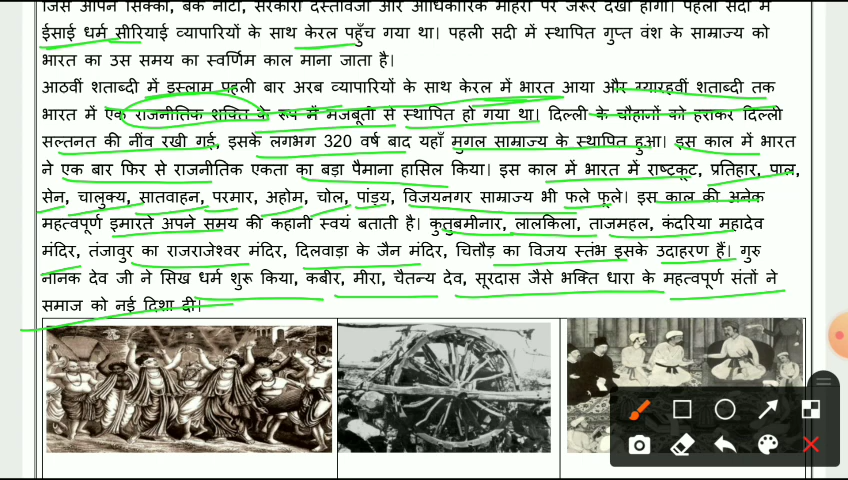 जिसे आपने सिक्कों, बैंक नोटों, सरकारी दस्तावेजों और आधिकारिक मोहरों पर जरूर देखा होगा। पहली सदी में
ईसाई धर्म सीरियाई व्यापारियों के साथ केरल पहुँच गया था। पहली सदी में स्थापित गुप्त वंश के साम्राज्य को
भारत का उस समय का स्वर्णिम काल माना जाता है।
आठवीं शताब्दी में इस्लाम पहली बार अरब व्यापारियों के साथ केरल में भारत आया और ग्यारहवीं शताब्दी तक
भारत में एक राजनीतिक शक्ति के रूप में मजबूती से स्थापित हो गया था। दिल्ली के चौहानों को हराकर दिल्ली
सल्तनत की नींव रखी गई, इसके लगभग 320 वर्ष बाद यहाँ मुगल साम्राज्य के स्थापित हुआ। इस काल में भारत
ने एक बार फिर से राजनीतिक एकता का बड़ा पैमाना हासिल किया। इस काल में भारत में राष्ट्रकूट, प्रतिहार, पाल,
सेन, चालुक्य, सातवाहन, परमार, अहोम, चोल, पांड्य, विजयनगर साम्राज्य भी फले फूले। इस काल की अनेक
महत्वपूर्ण इमारते अपने समय की कहानी स्वयं बताती है। कुतुबमीनार, लालकिला, ताजमहल, कंदरिया महादेव
मंदिर, तंजावुर का राजराजेश्वर मंदिर, दिलवाड़ा के जैन मंदिर, चित्तौड़ का विजय स्तंभ इसके उदाहरण हैं। गुरु
नानक देव जी ने सिख धर्म शुरू किया, कबीर, मीरा, चैतन्य देव, सूरदास जैसे भक्ति धारा के महत्वपूर्ण संतों ने
समाज को नई दिशा दी।